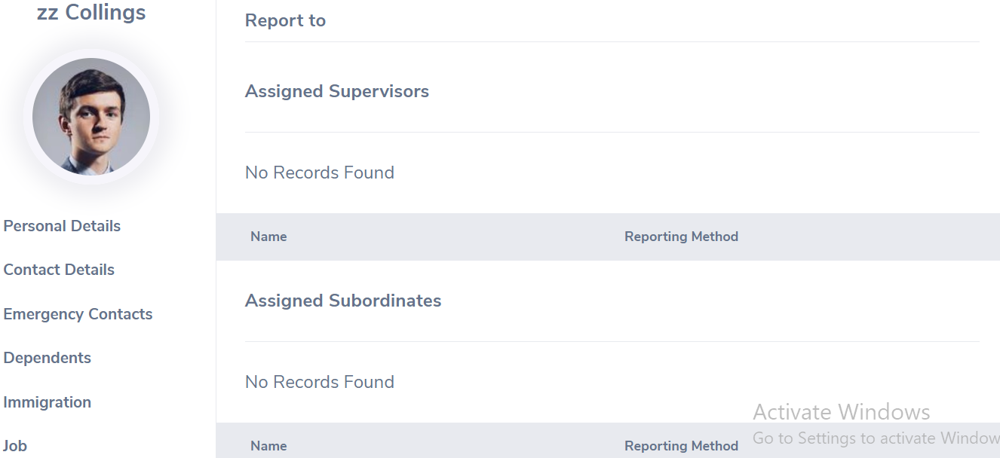 zz Collings
Personal Details
Contact Details
Emergency Contacts
Dependents
Immigration
Job
Report to
Assigned Supervisors
No Records Found
Name Reporting Method
Assigned Subordinates
No Records Found
Name Reporting Method
Activate Windows
Go to Settings to activate Window